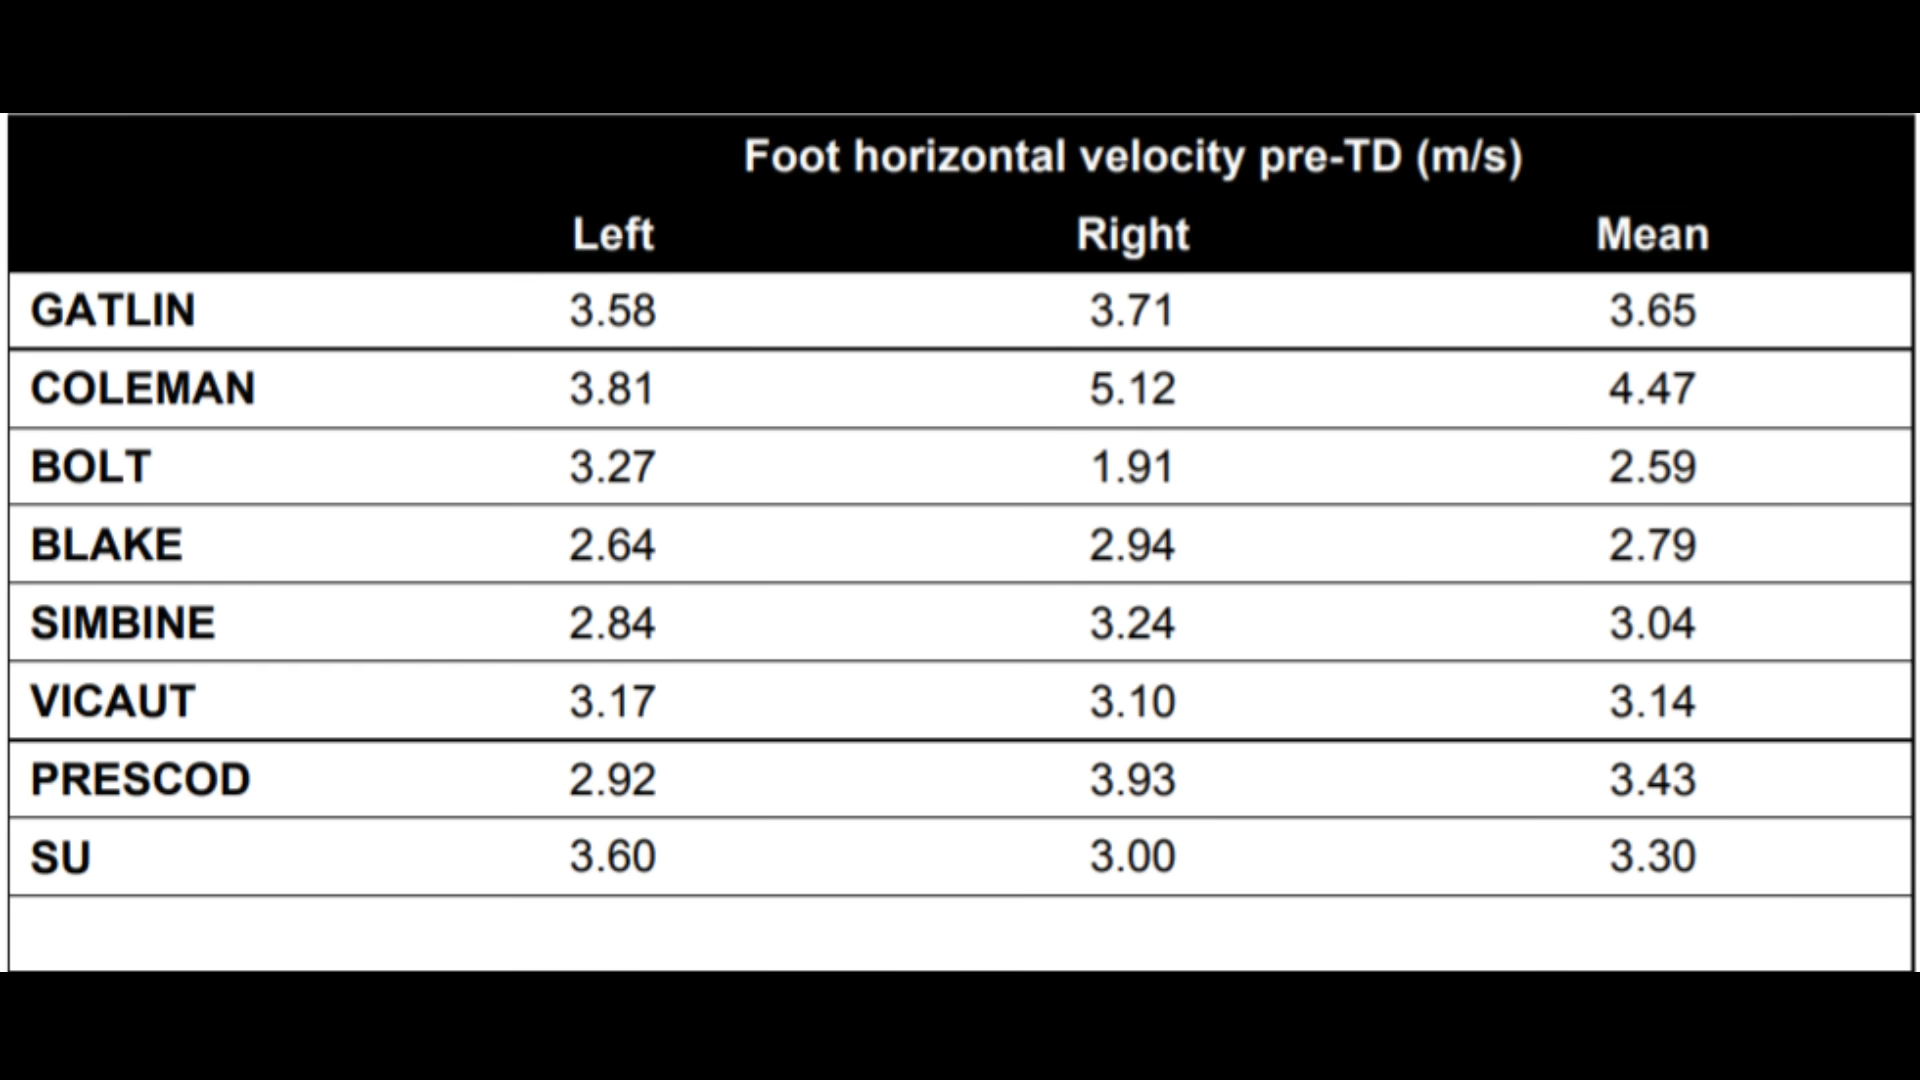 Foot horizontal velocity pre-TD (m/s)
Left Right Mean
GATLIN 3.58 3.71 3.65
COLEMAN 3.81 5.12 4.47
BOLT 3.27 1.91 2.59
BLAKE 2.64 2.94 2.79
SIMBINE 2.84 3.24 3.04
VICAUT 3.17 3.10 3.14
PRESCOD 2.92 3.93 3.43
SU 3.60 3.00 3.30